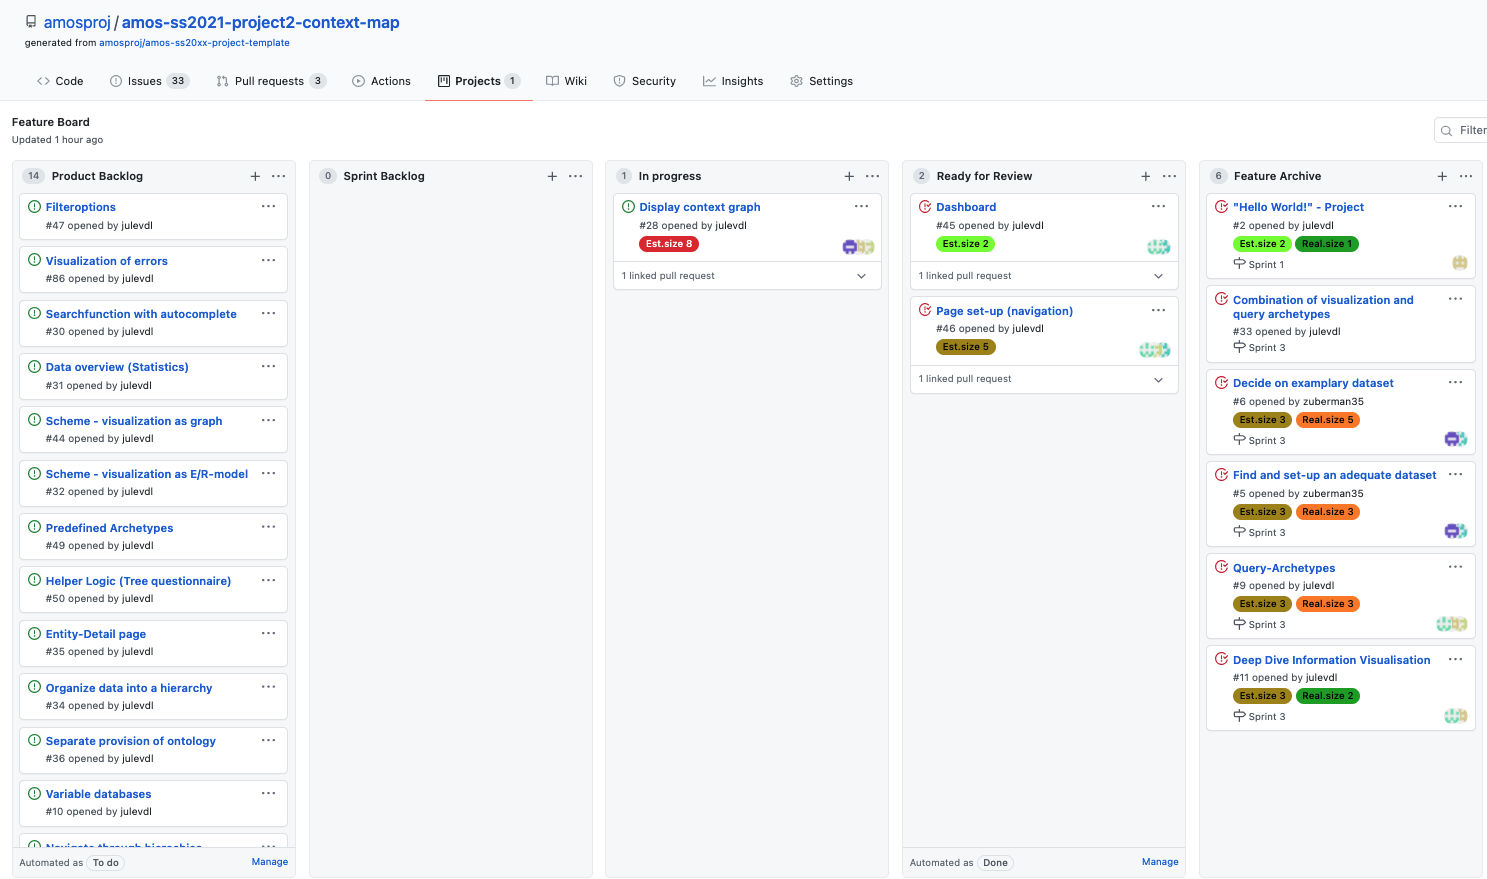 amosproj / amos-ss2021-project2-context-map
generated from amosproj/amos-ss20xx-project-template
Code
Issues 33
Pull requests 3
Actions
Projects 1
Wiki
Security
Insights
Settings
Feature Board
Updated 1 hour ago
Filter
14 Product Backlog
Filteroptions
#47 opened by julevdl
Visualization of errors
#86 opened by julevdl
Searchfunction with autocomplete
#30 opened by julevdl
Data overview (Statistics)
#31 opened by julevdl
Scheme - visualization as graph
#44 opened by julevdl
Scheme - visualization as E/R-model
#32 opened by julevdl
Predefined Archetypes
#49 opened by julevdl
Helper Logic (Tree questionnaire)
#50 opened by julevdl
Entity-Detail page
#35 opened by julevdl
Organize data into a hierarchy
#34 opened by julevdl
Separate provision of ontology
#36 opened by julevdl
Variable databases
#10 opened by julevdl
Automated as To do
Manage
0 Sprint Backlog
1 In progress
Display context graph
#28 opened by julevdl
Est.size 8
1 linked pull request
2 Ready for Review
Dashboard
#45 opened by julevdl
Est.size 2
1 linked pull request
Page set-up (navigation)
#46 opened by julevdl
Est.size 5
1 linked pull request
Automated as Done
Manage
6 Feature Archive
"Hello World!" - Project
#2 opened by julevdl
Est.size 2 Real.size 1
Sprint 1
Combination of visualization and
query archetypes
#33 opened by julevdl
Sprint 3
Decide on examplary dataset
#6 opened by zuberman35
Est.size 3 Real.size 5
Sprint 3
Find and set-up an adequate dataset
#5 opened by zuberman35
Est.size 3 Real.size 3
Sprint 3
Query-Archetypes
#9 opened by julevdl
Est.size 3 Real.size 3
Sprint 3
Deep Dive Information Visualisation
#11 opened by julevdl
Est.size 3 Real.size 2
Sprint 3